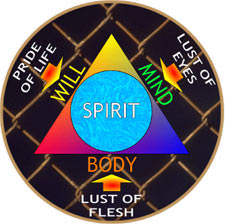 PRIDE
OF LIFE
LUST OF
EYES
WILL
MIND
SPIRIT
BODY
LUST OF
FLESH